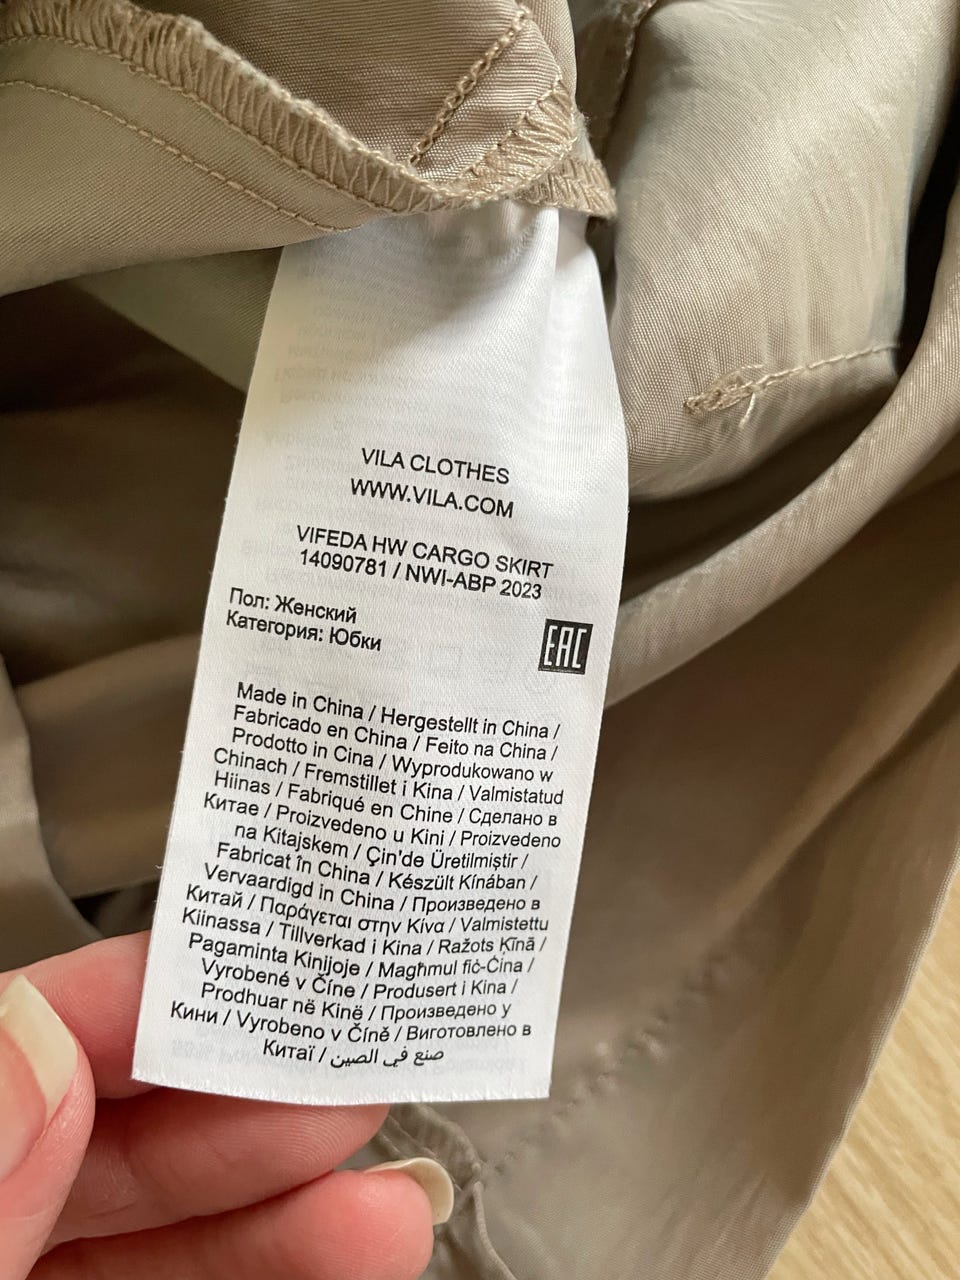 VILA CLOTHES
WWW.VILA.COM
VIFEDA HW CARGO SKIRT
14090781 / NWI-ABP 2023
Пол: Женский
Категория: Юбки
EAC
Made in China / Hergestellt in China /
Fabricado en China / Feito na China /
Prodotto in Cina / Wyprodukowano w
Chinach / Fremstillet i Kina / Valmistatud
Hiinas / Fabriqué en Chine / Сделано в
Китае / Proizvedeno u Kini / Proizvedeno
na Kitajskem / Çin'de Üretilmiştir /
Fabricat în China / Készült Kínában /
Vervaardigd in China / Произведено в
Китай / Παράγεται στην Κίνα / Valmistettu
Kiinassa / Tillverkad i Kina / Ražots Ķīnā /
Pagaminta Kinijoje / Magħmul fiċ-Ċina /
Vyrobené v Číne / Produsert i Kina /
Prodhuar në Kinë / Произведено у
Кини / Vyrobeno v Číně / Виготовлено в
Китаї / صنع في الصين